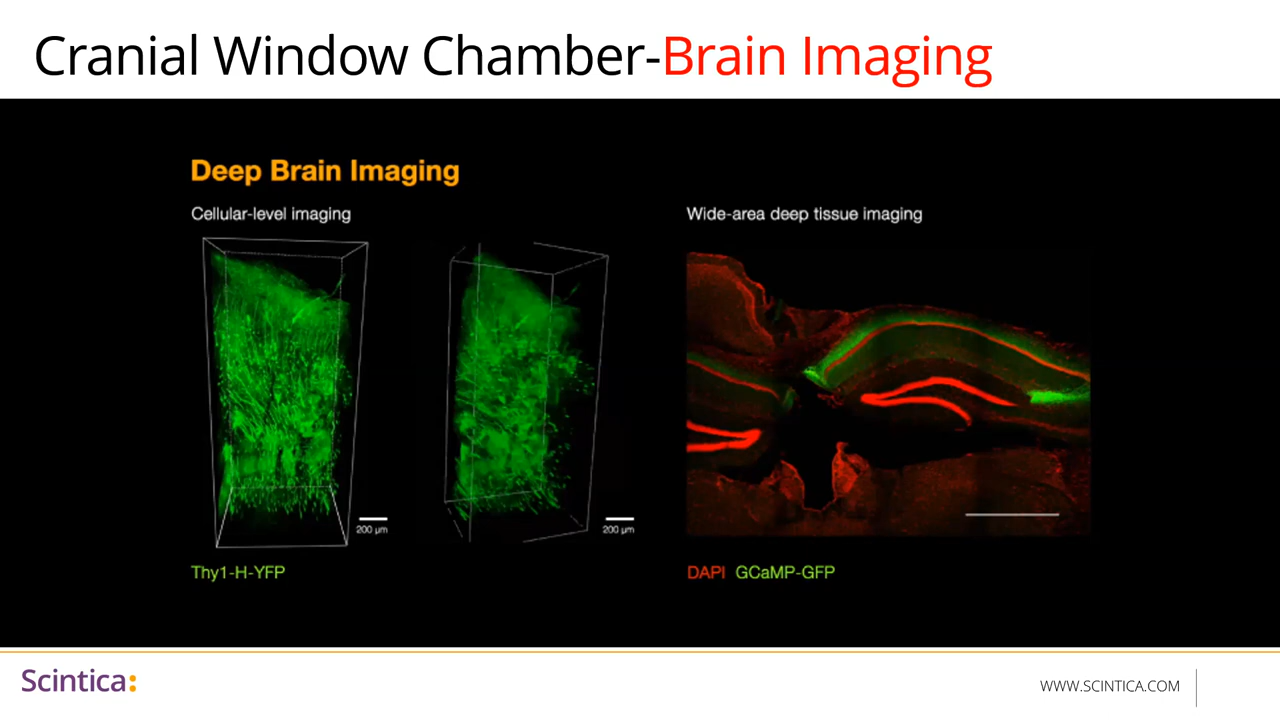 Cranial Window Chamber-Brain Imaging
Deep Brain Imaging
Cellular-level imaging
Wide-area deep tissue imaging
200 μm
200 μm
Thy1-H-YFP
DAPI GCaMP-GFP
Scintica:
WWW.SCINTICA.COM